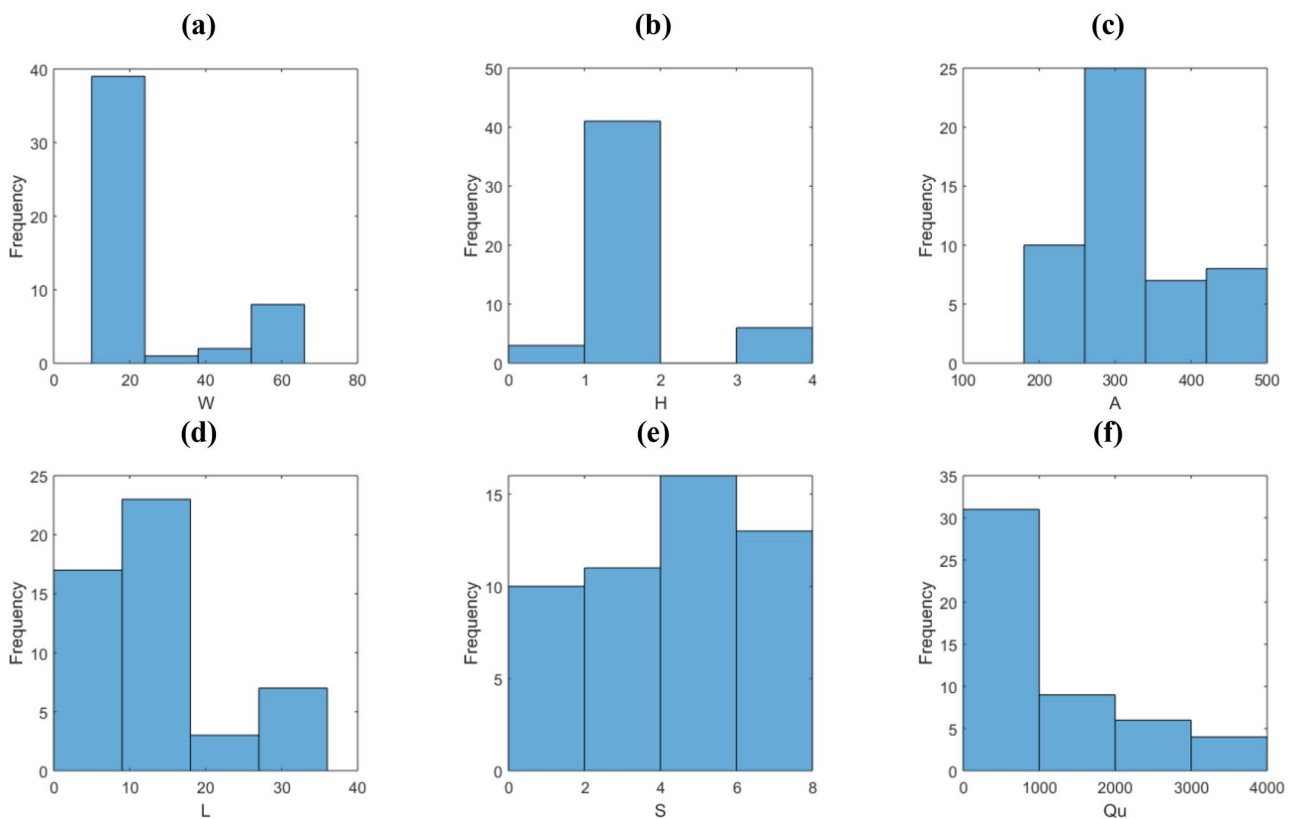 (a)
(b)
(c)
40
30
20
10
0
Frequency
0 20 40 60 80
W
50
40
30
20
10
0
Frequency
0 1 2 3 4
H
25
20
15
10
5
0
Frequency
100 200 300 400 500
A
(d)
(e)
(f)
25
20
15
10
5
0
Frequency
0 10 20 30 40
L
15
10
5
0
Frequency
0 2 4 6 8
S
35
30
25
20
15
10
5
0
Frequency
0 1000 2000 3000 4000
Qu